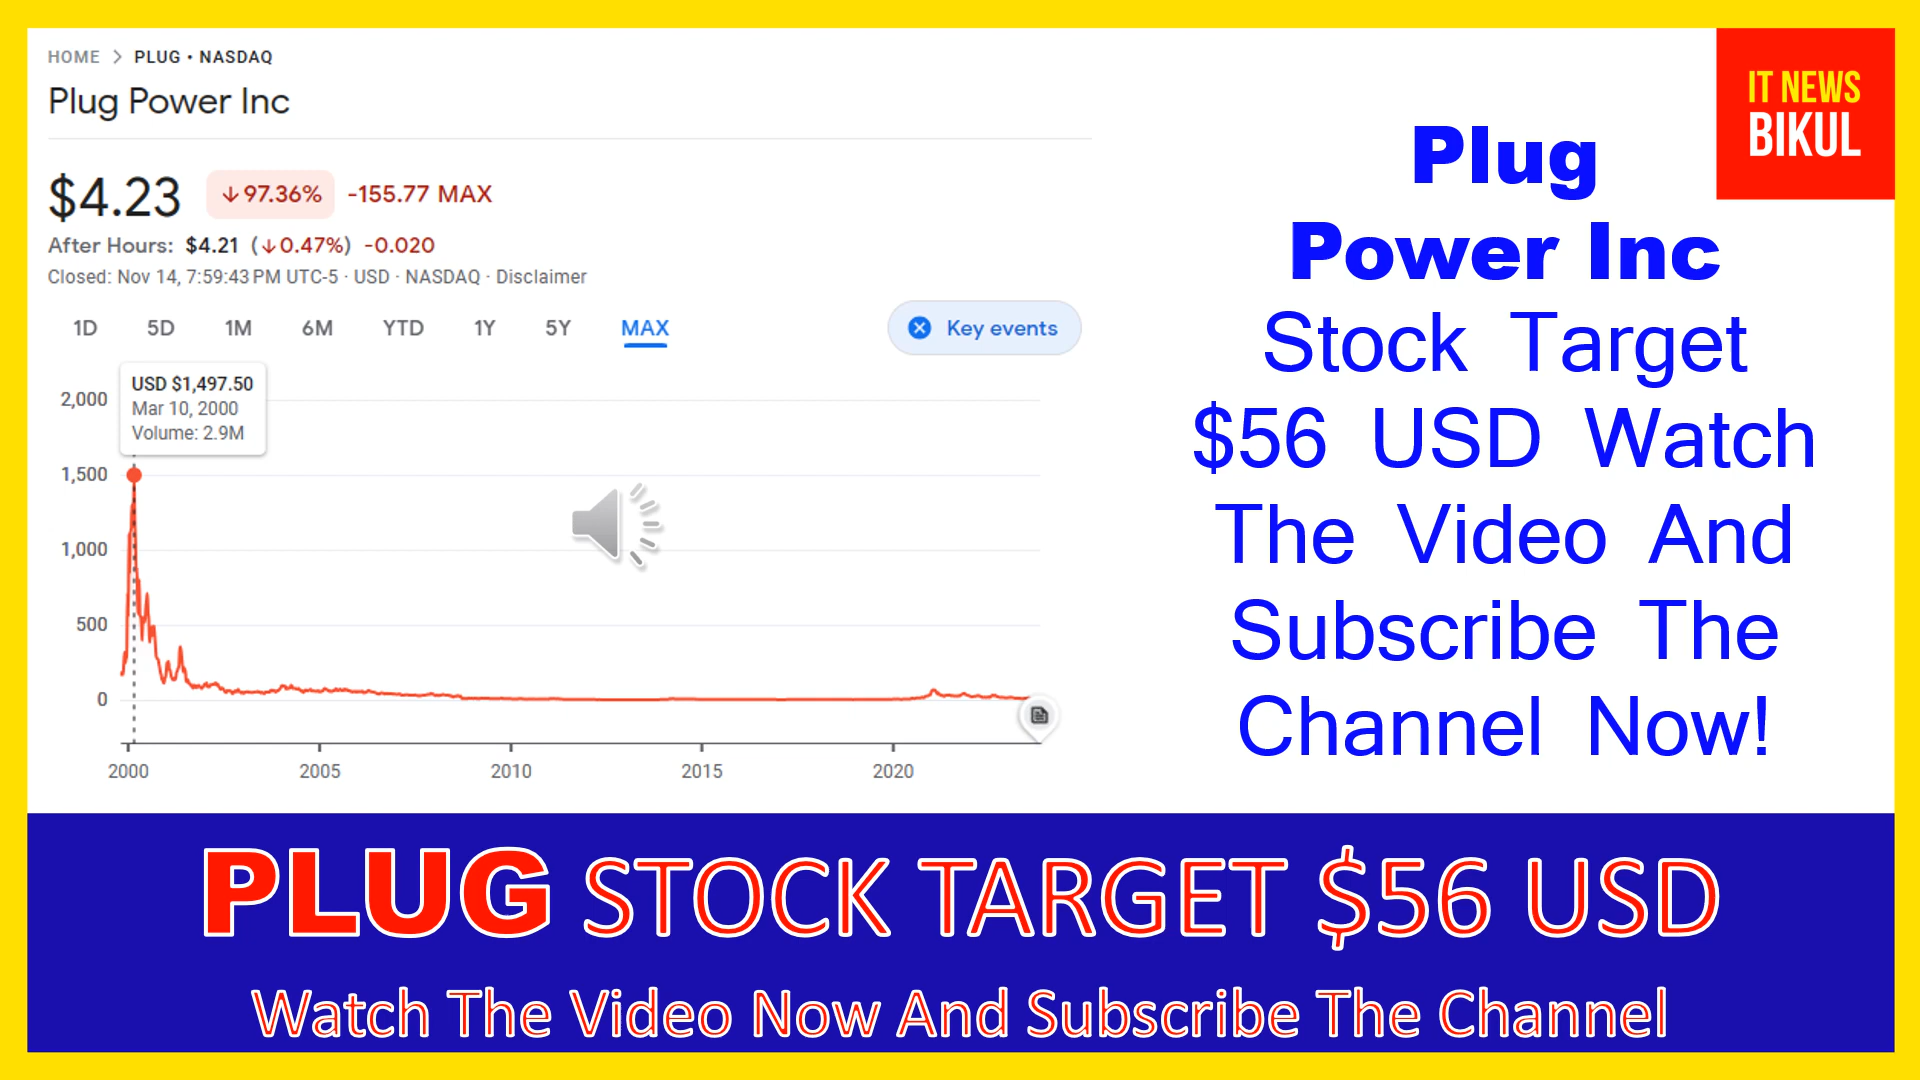 HOME > PLUG • NASDAQ
Plug Power Inc
$4.23 ↓97.36% -155.77 MAX
After Hours: $4.21 (↓0.47%) -0.020
Closed: Nov 14, 7:59:43 PM UTC-5 · USD · NASDAQ · Disclaimer
1D 5D 1M 6M YTD 1Y 5Y MAX
Key events
USD $1,497.50
Mar 10, 2000
Volume: 2.9M
2,000
1,500
1,000
500
0
2000 2005 2010 2015 2020
IT NEWS
BIKUL
Plug
Power Inc
Stock Target
$56 USD Watch
The Video And
Subscribe The
Channel Now!
PLUG STOCK TARGET $56 USD
Watch The Video Now And Subscribe The Channel